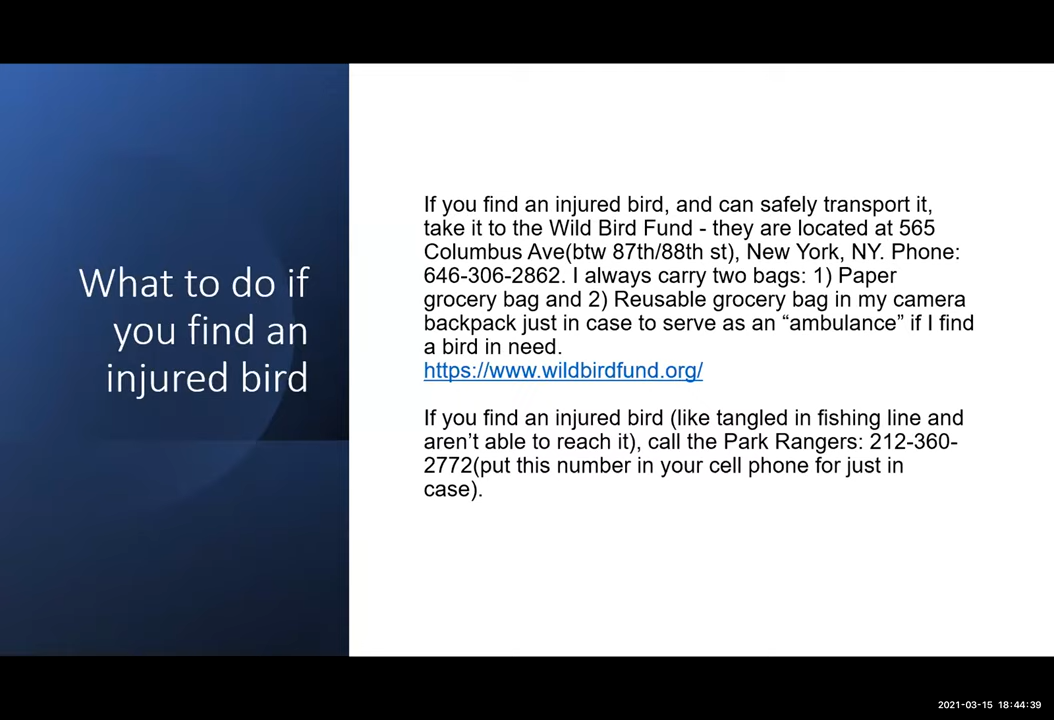 What to do if
you find an
injured bird
If you find an injured bird, and can safely transport it,
take it to the Wild Bird Fund - they are located at 565
Columbus Ave(btw 87th/88th st), New York, NY. Phone:
646-306-2862. I always carry two bags: 1) Paper
grocery bag and 2) Reusable grocery bag in my camera
backpack just in case to serve as an “ambulance” if I find
a bird in need.
https://www.wildbirdfund.org/
If you find an injured bird (like tangled in fishing line and
aren’t able to reach it), call the Park Rangers: 212-360-
2772(put this number in your cell phone for just in
case).
2021-03-15 18:44:39